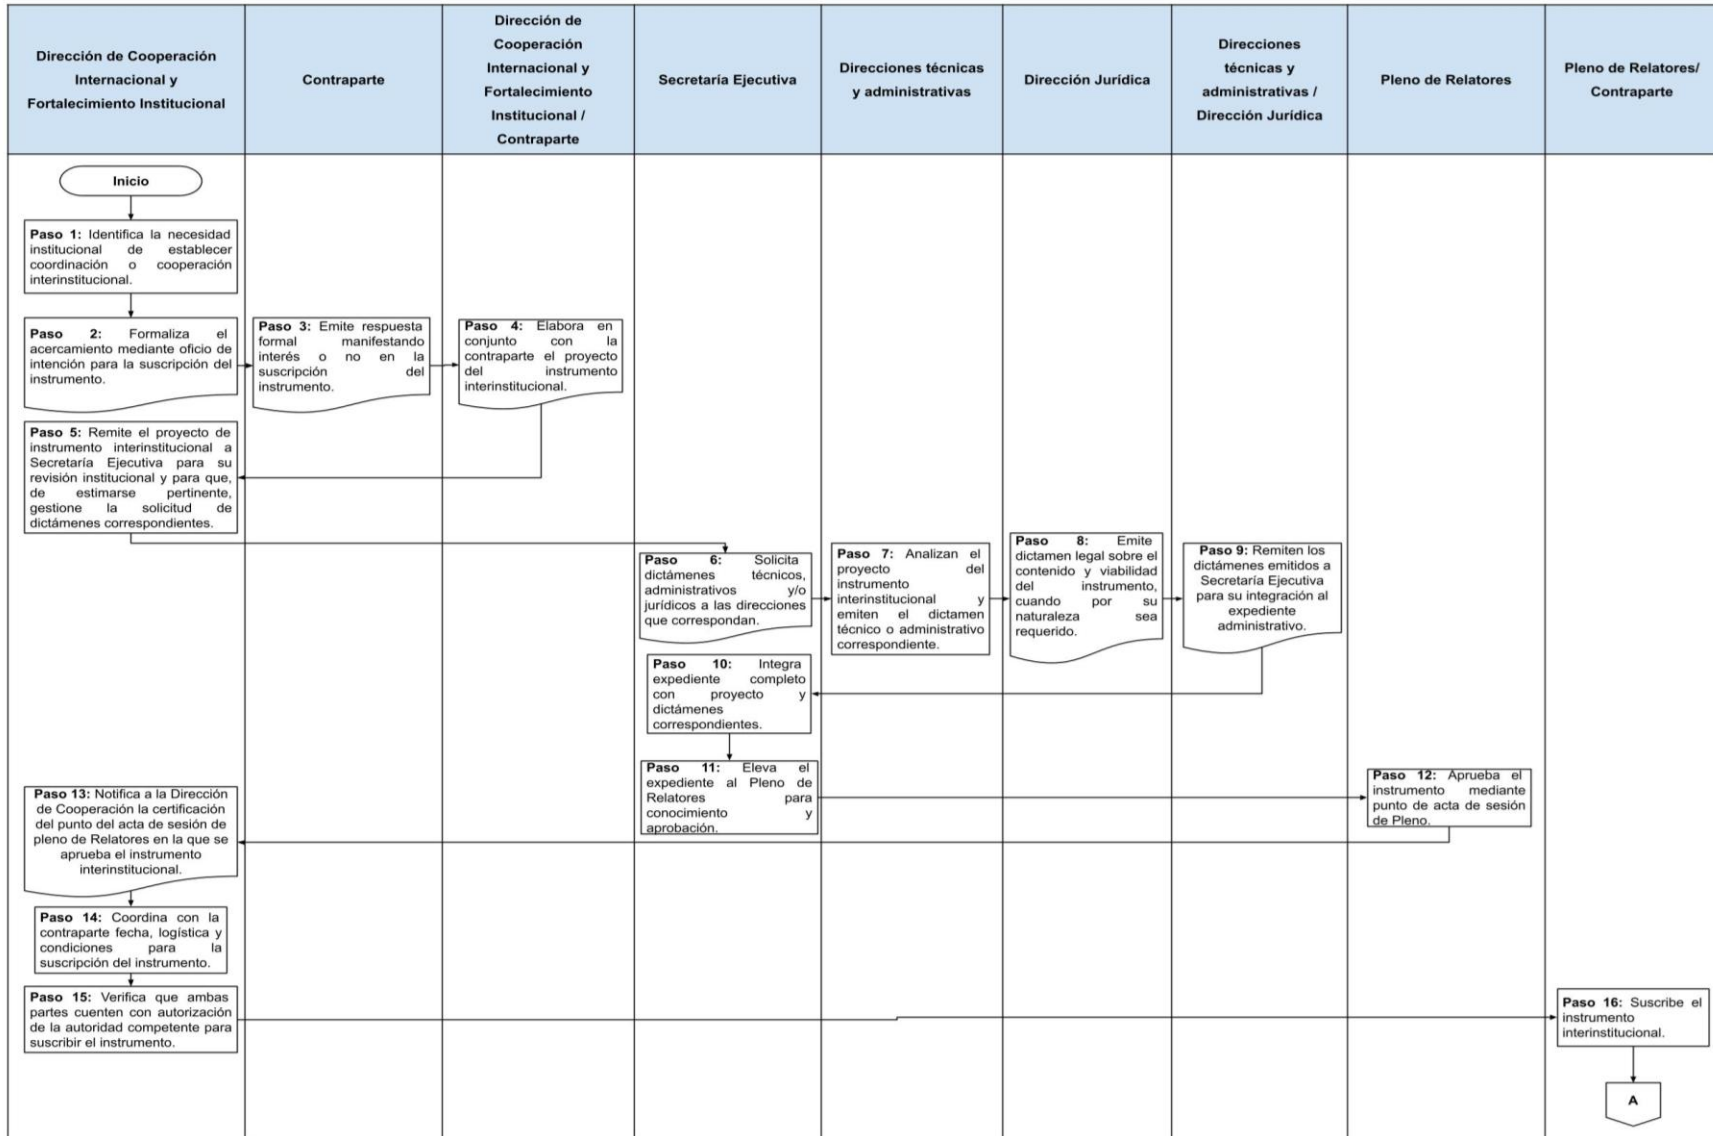 Dirección de Cooperación
Internacional y
Fortalecimiento Institucional
Contraparte
Dirección de
Cooperación
Internacional y
Fortalecimiento
Institucional /
Contraparte
Secretaría Ejecutiva
Direcciones técnicas
y administrativas
Dirección Jurídica
Direcciones
técnicas y
administrativas /
Dirección Jurídica
Pleno de Relatores
Pleno de Relatores/
Contraparte
Inicio
Paso 1: Identifica la necesidad
institucional de establecer
coordinación o cooperación
interinstitucional.
Paso 2: Formaliza el
acercamiento mediante oficio de
intención para la suscripción del
instrumento.
Paso 3: Emite respuesta
formal manifestando
interés o no en la
suscripción del
instrumento.
Paso 4: Elabora en
conjunto con la
contraparte el proyecto
del instrumento
interinstitucional.
Paso 5: Remite el proyecto de
instrumento interinstitucional a
Secretaría Ejecutiva para su
revisión institucional y para que,
de estimarse pertinente,
gestione la solicitud de
dictámenes correspondientes.
Paso 6: Solicita
dictámenes técnicos,
administrativos y/o
jurídicos a las direcciones
que correspondan.
Paso 7: Analizan el
proyecto del
instrumento
interinstitucional y
emiten el dictamen
técnico o administrativo
correspondiente.
Paso 8: Emite
dictamen legal sobre el
contenido y viabilidad
del instrumento,
cuando por su
naturaleza sea
requerido.
Paso 9: Remiten los
dictámenes emitidos a
Secretaría Ejecutiva
para su integración al
expediente
administrativo.
Paso 10: Integra
expediente completo
con proyecto y
dictámenes
correspondientes.
Paso 11: Eleva el
expediente al Pleno de
Relatores para
conocimiento y
aprobación.
Paso 12: Aprueba el
instrumento mediante
punto de acta de sesión
de Pleno.
Paso 13: Notifica a la Dirección
de Cooperación la certificación
del punto del acta de sesión de
pleno de Relatores en la que se
aprueba el instrumento
interinstitucional.
Paso 14: Coordina con la
contraparte fecha, logística y
condiciones para la
suscripción del instrumento.
Paso 15: Verifica que ambas
partes cuenten con autorización
de la autoridad competente para
suscribir el instrumento.
Paso 16: Suscribe el
instrumento
interinstitucional.
A